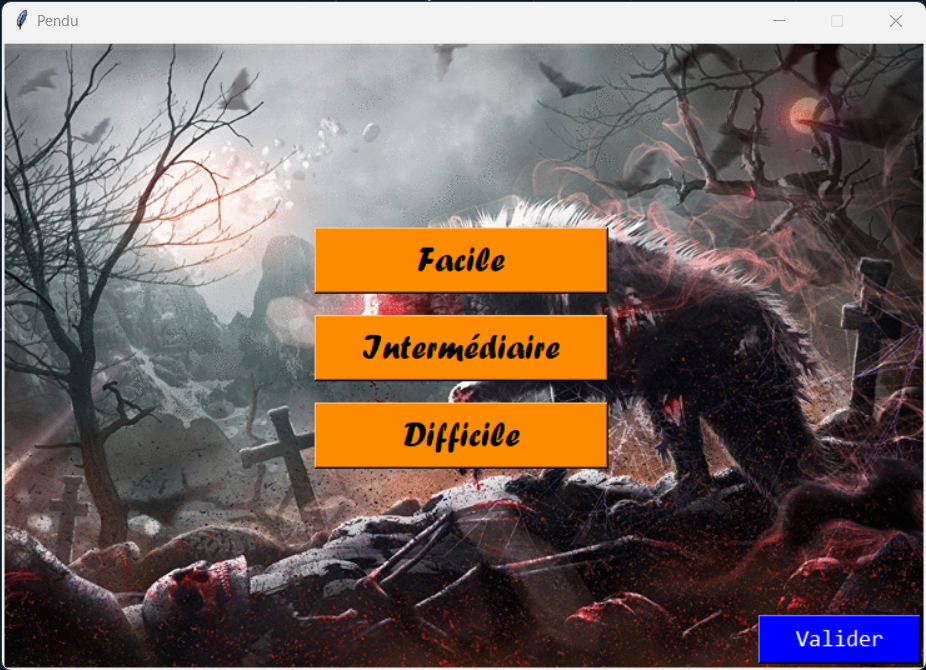 Pendu
Facile
Intermédiaire
Difficile
Valider